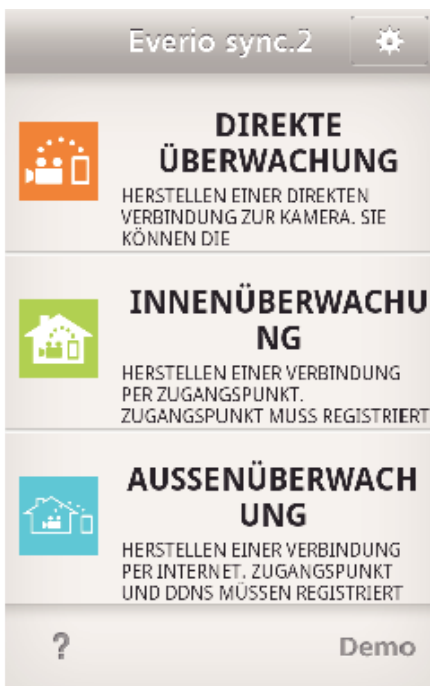 Everio sync.2
DIREKTE
ÜBERWACHUNG
HERSTELLEN EINER DIREKTEN
VERBINDUNG ZUR KAMERA. SIE
KÖNNEN DIE
INNENÜBERWACHU
NG
HERSTELLEN EINER VERBINDUNG
PER ZUGANGSPUNKT.
ZUGANGSPUNKT MUSS REGISTRIERT
AUSSENÜBERWACH
UNG
HERSTELLEN EINER VERBINDUNG
PER INTERNET. ZUGANGSPUNKT
UND DDNS MÜSSEN REGISTRIERT
? Demo